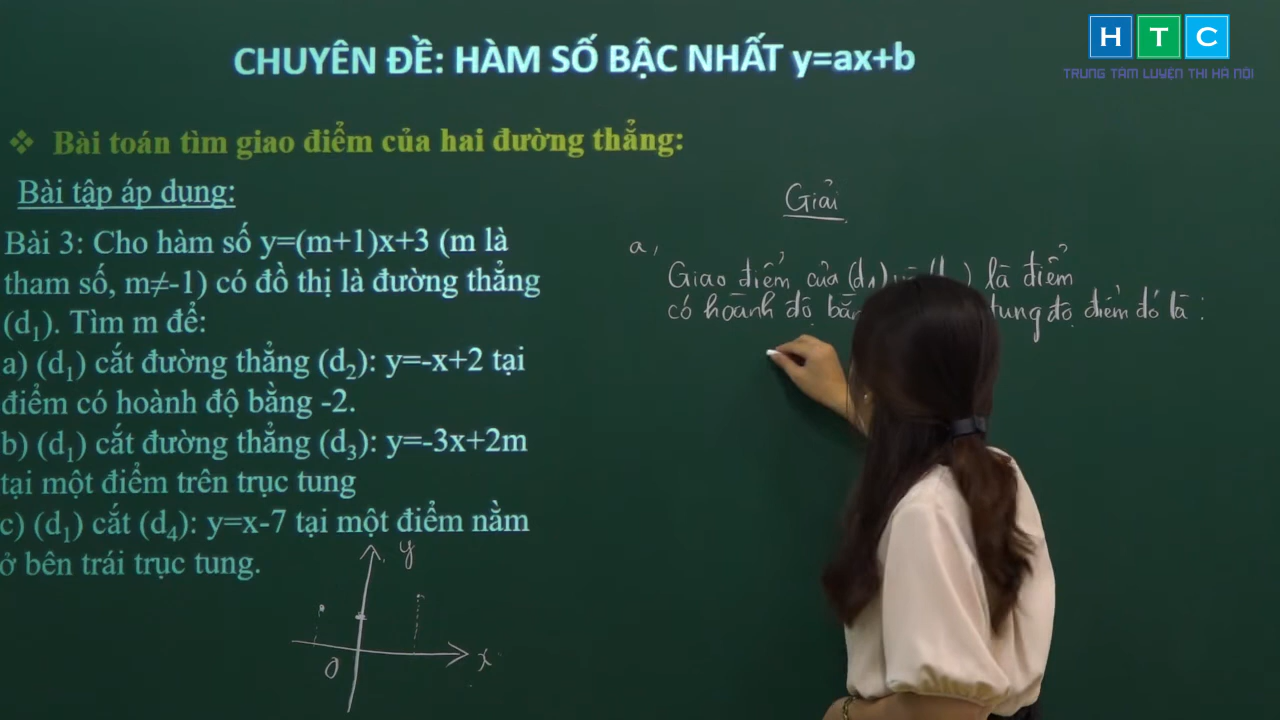 H T C
TRUNG TÂM LUYỆN THI HÀ NỘI
CHUYÊN ĐỀ: HÀM SỐ BẬC NHẤT y=ax+b
❖ Bài toán tìm giao điểm của hai đường thẳng:
Bài tập áp dụng:
Bài 3: Cho hàm số y=(m+1)x+3 (m là
tham số, m≠-1) có đồ thị là đường thẳng
(d₁). Tìm m để:
a) (d₁) cắt đường thẳng (d₂): y=-x+2 tại
điểm có hoành độ bằng -2.
b) (d₁) cắt đường thẳng (d₃): y=-3x+2m
tại một điểm trên trục tung
c) (d₁) cắt (d₄): y=x-7 tại một điểm nằm
ở bên trái trục tung.
y
O
x
Giải
a,
Giao điểm của (d₁) là điểm
có hoành độ tung độ điểm đó là: